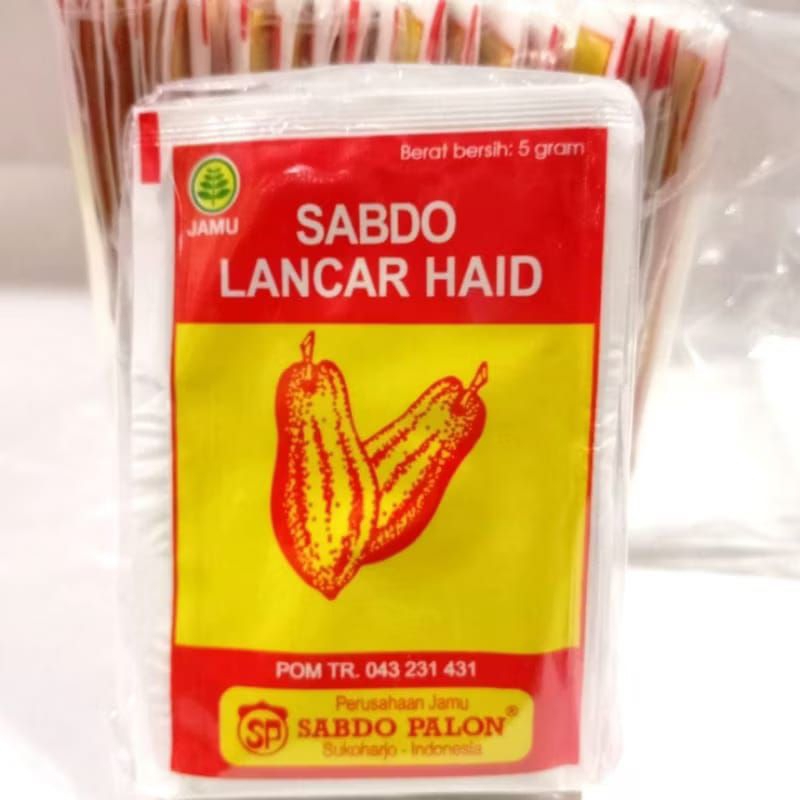 Berat bersih: 5 gram
JAMU
SABDO
LANCAR HAID
POM TR. 043 231 431
Perusahaan Jamu
SP SABDO PALON®
Sukoharjo - Indonesia